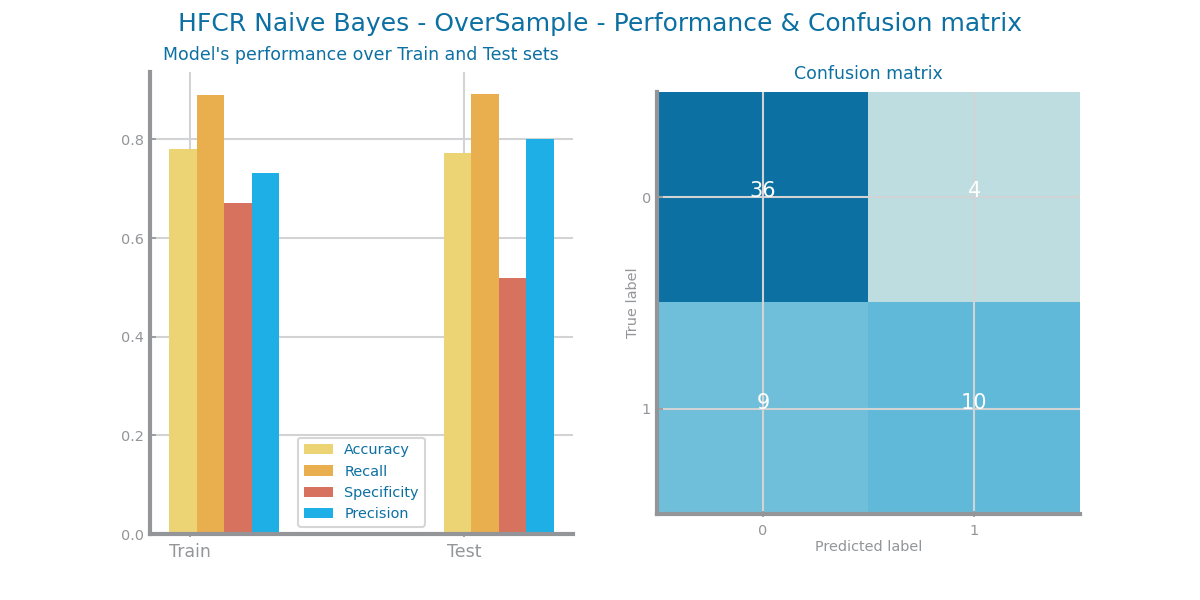 HFCR Naive Bayes - OverSample - Performance & Confusion matrix
Model's performance over Train and Test sets
0.8
0.6
0.4
0.2
0.0
Train
Test
Accuracy
Recall
Specificity
Precision
Confusion matrix
True label
0
1
36
4
9
10
0
1
Predicted label